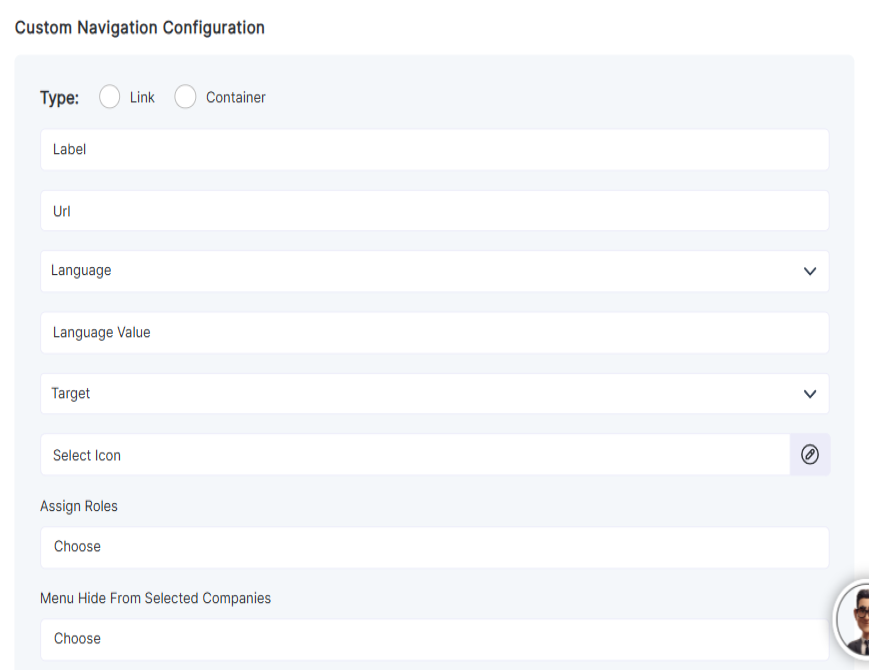 Custom Navigation Configuration
Type: Link Container
Label
Url
Language
Language Value
Target
Select Icon
Assign Roles
Choose
Menu Hide From Selected Companies
Choose